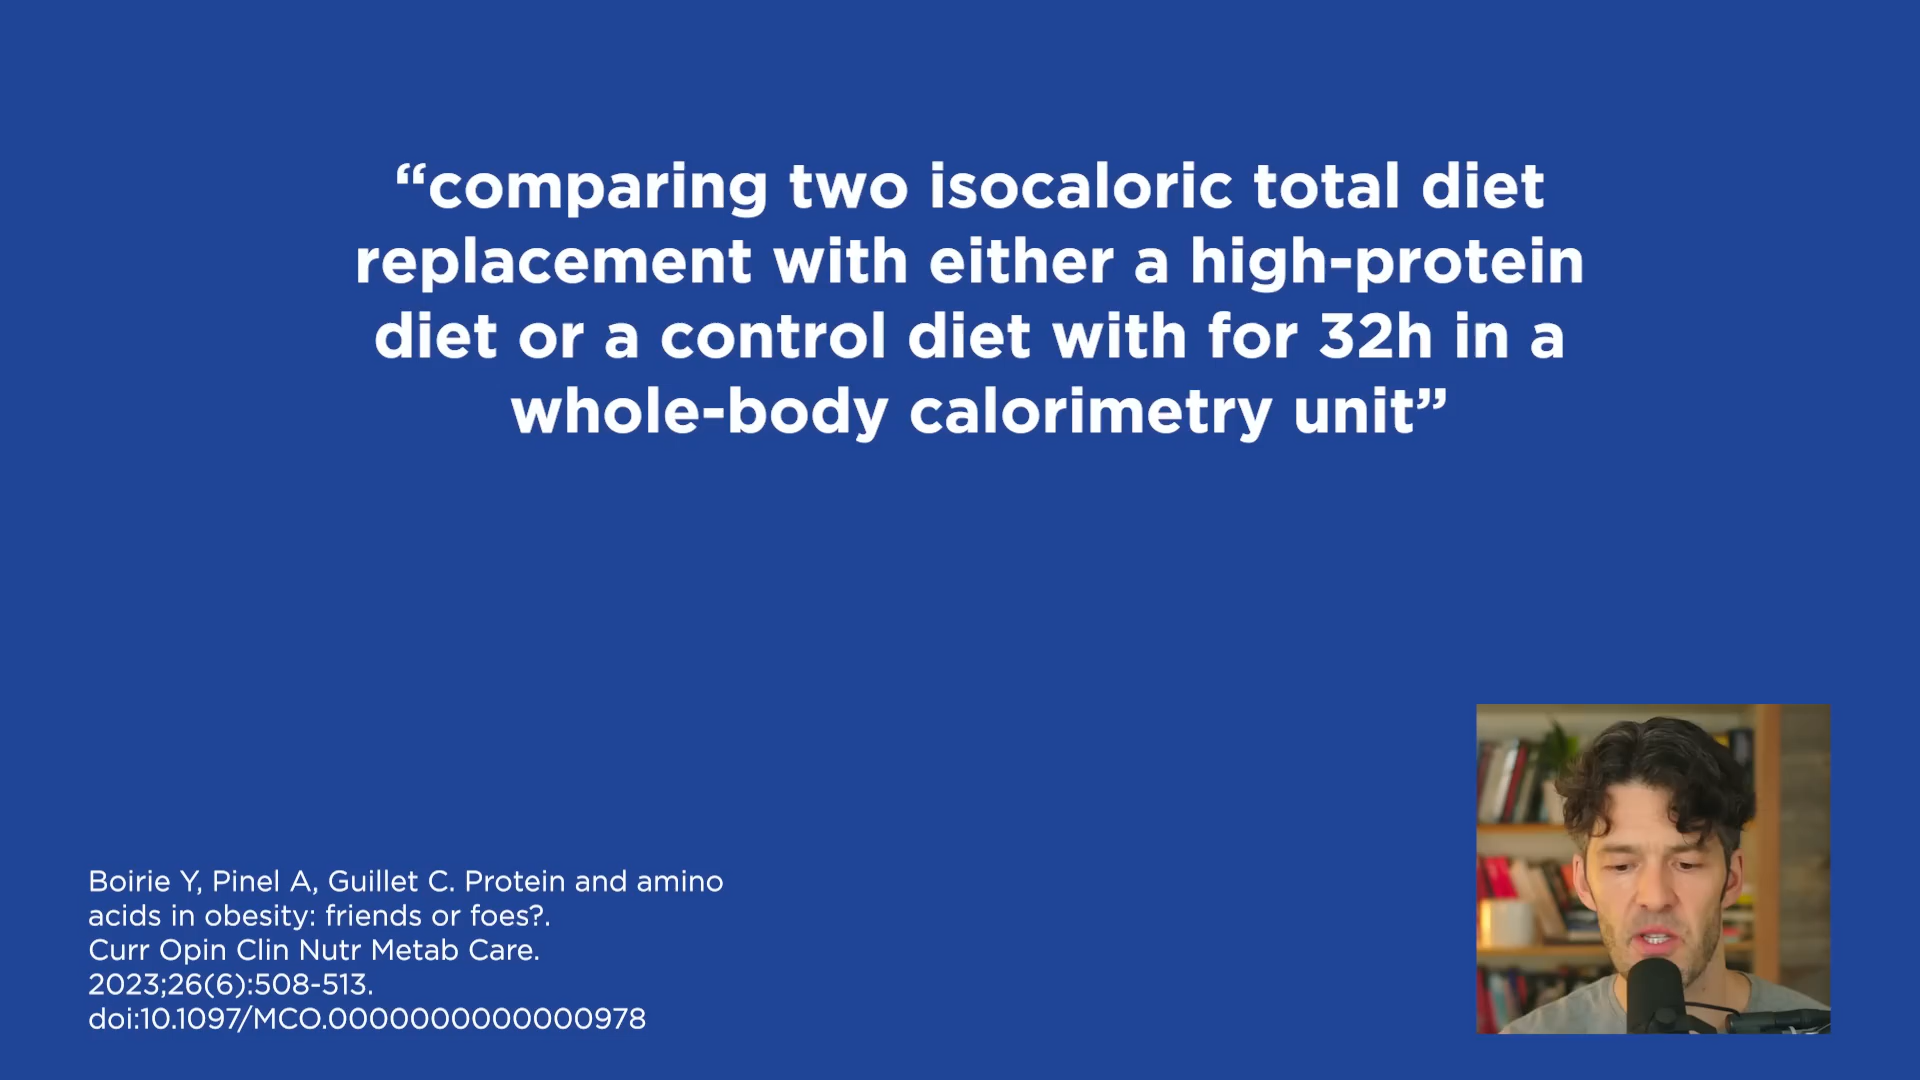 “comparing two isocaloric total diet
replacement with either a high-protein
diet or a control diet with for 32h in a
whole-body calorimetry unit”
Boirie Y, Pinel A, Guillet C. Protein and amino
acids in obesity: friends or foes?.
Curr Opin Clin Nutr Metab Care.
2023;26(6):508-513.
doi:10.1097/MCO.0000000000000978